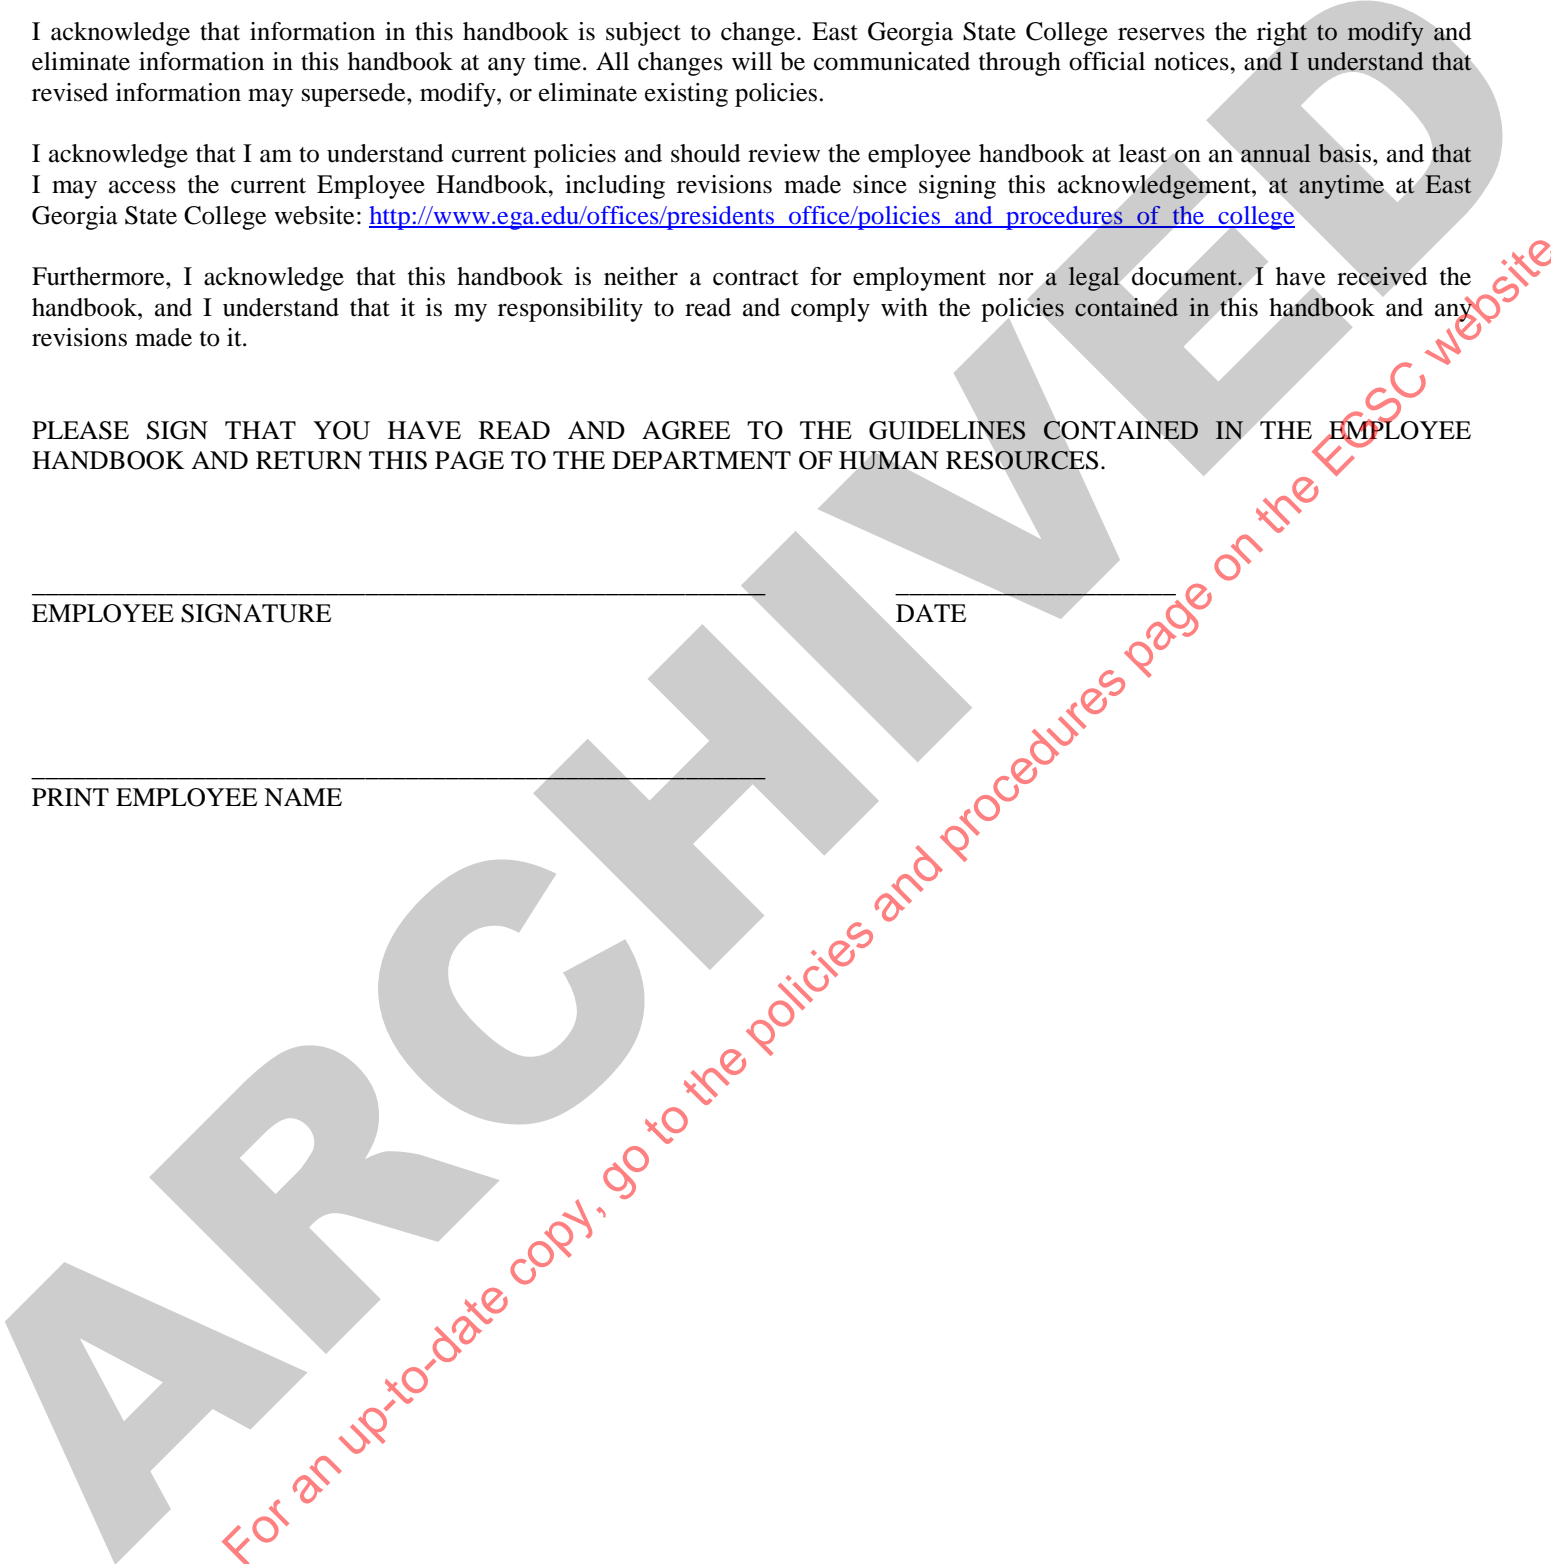 I acknowledge that information in this handbook is subject to change. East Georgia State College reserves the right to modify and
eliminate information in this handbook at any time. All changes will be communicated through official notices, and I understand that
revised information may supersede, modify, or eliminate existing policies.
I acknowledge that I am to understand current policies and should review the employee handbook at least on an annual basis, and that
I may access the current Employee Handbook, including revisions made since signing this acknowledgement, at anytime at East
Georgia State College website: http://www.ega.edu/offices/presidents_office/policies_and_procedures_of_the_college
Furthermore, I acknowledge that this handbook is neither a contract for employment nor a legal document. I have received the
handbook, and I understand that it is my responsibility to read and comply with the policies contained in this handbook and any
revisions made to it.
PLEASE SIGN THAT YOU HAVE READ AND AGREE TO THE GUIDELINES CONTAINED IN THE EMPLOYEE
HANDBOOK AND RETURN THIS PAGE TO THE DEPARTMENT OF HUMAN RESOURCES.
EMPLOYEE SIGNATURE DATE
PRINT EMPLOYEE NAME
ARCHIVED
For an up-to-date copy, go to the policies and procedures page on the EGSC website